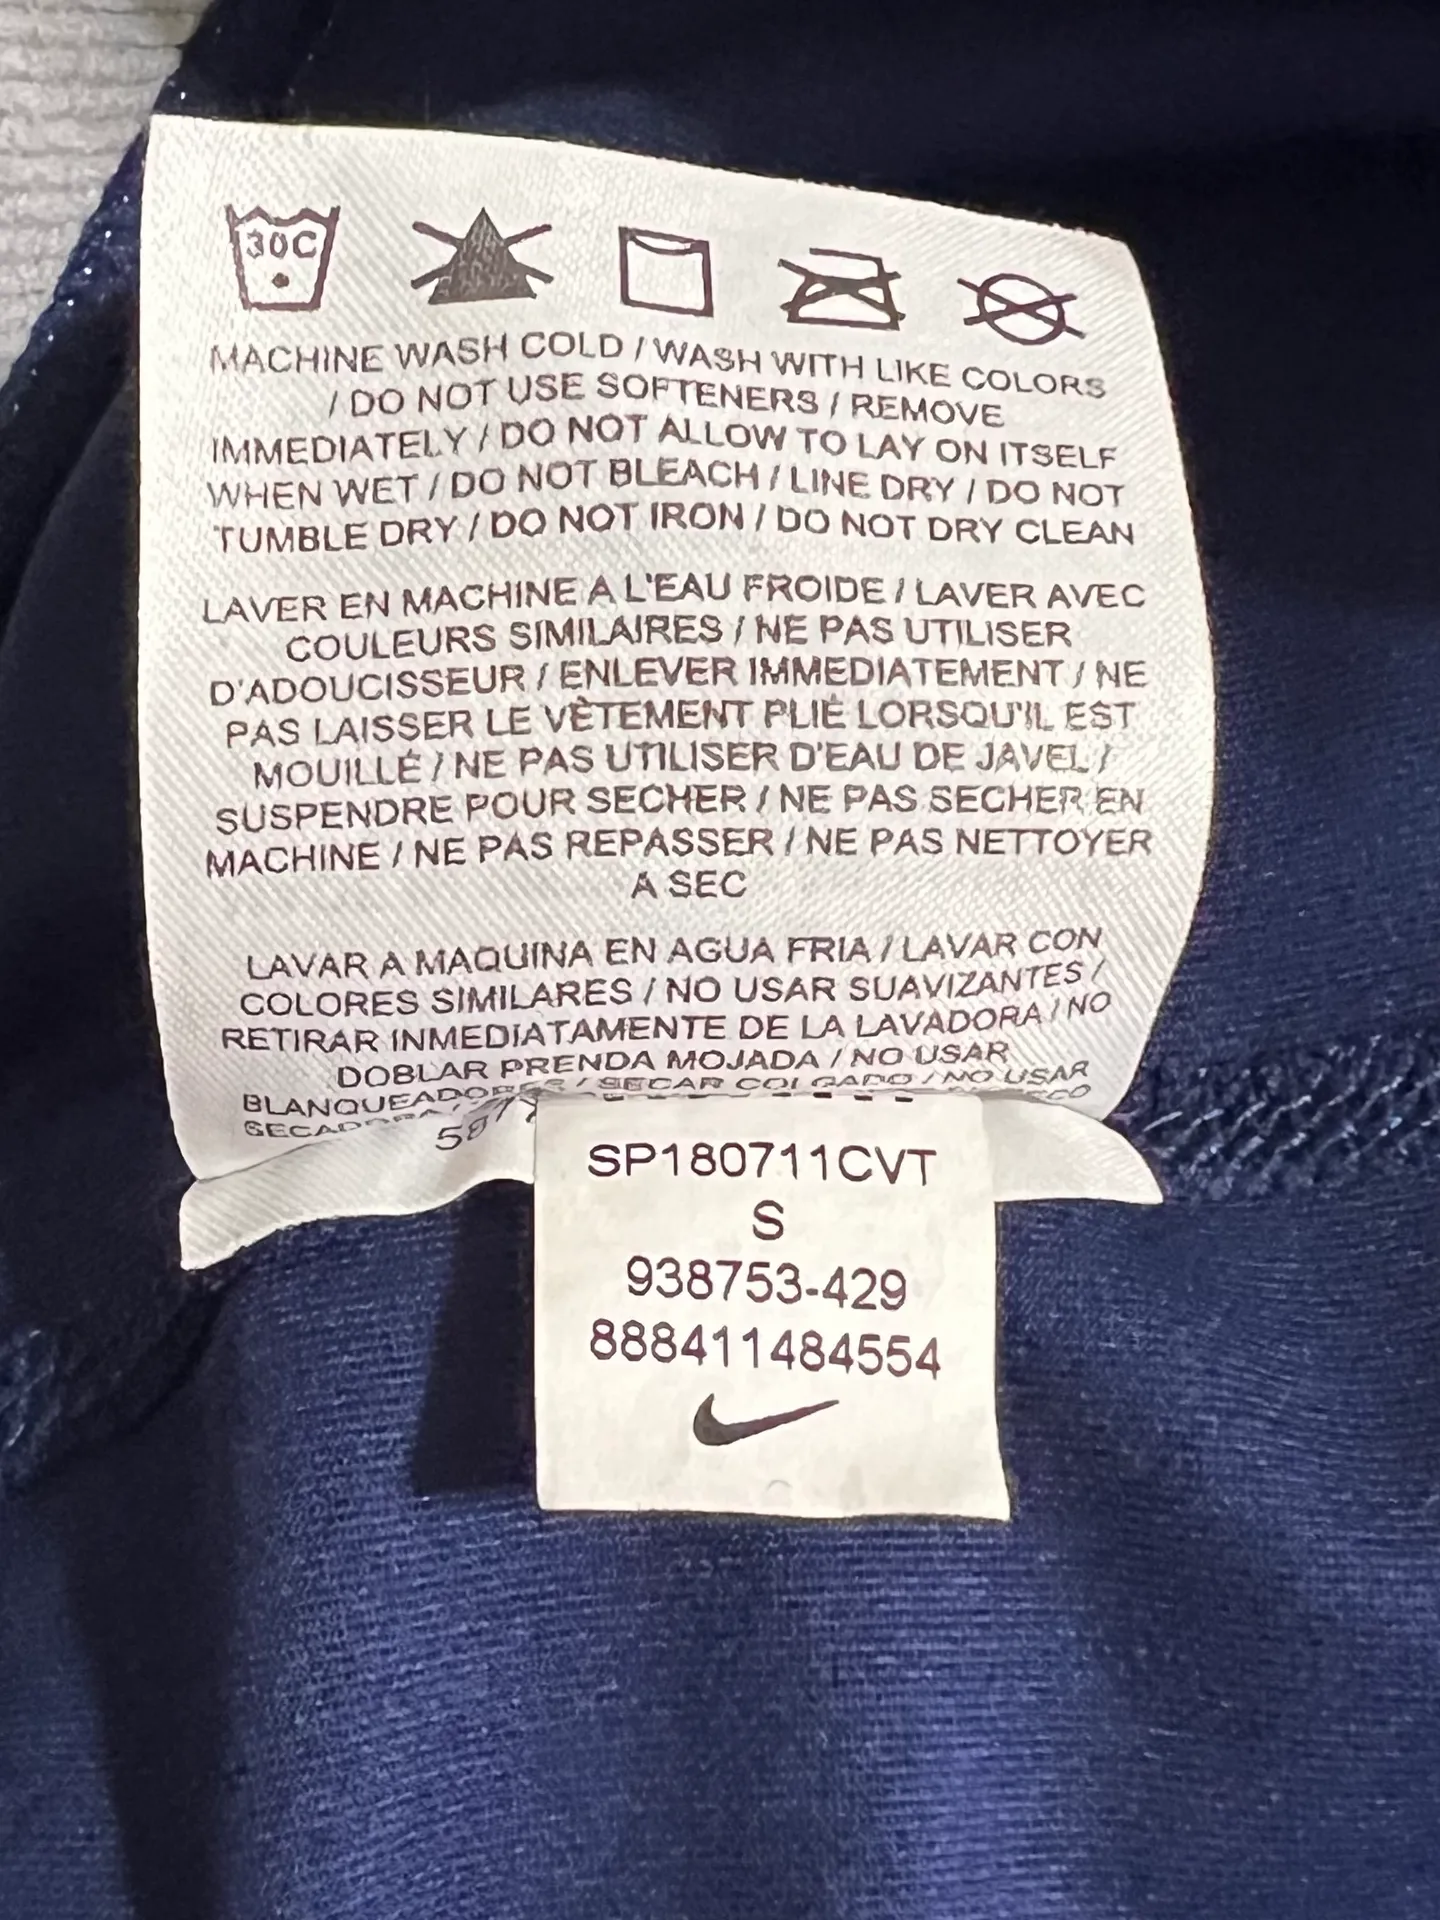 30C
MACHINE WASH COLD / WASH WITH LIKE COLORS
/ DO NOT USE SOFTENERS / REMOVE
IMMEDIATELY / DO NOT ALLOW TO LAY ON ITSELF
WHEN WET / DO NOT BLEACH / LINE DRY / DO NOT
TUMBLE DRY / DO NOT IRON / DO NOT DRY CLEAN
LAVER EN MACHINE A L'EAU FROIDE / LAVER AVEC
COULEURS SIMILAIRES / NE PAS UTILISER
D'ADOUCISSEUR / ENLEVER IMMEDIATEMENT / NE
PAS LAISSER LE VÊTEMENT PLIÉ LORSQU'IL EST
MOUILLÉ / NE PAS UTILISER D'EAU DE JAVEL /
SUSPENDRE POUR SECHER / NE PAS SECHER EN
MACHINE / NE PAS REPASSER / NE PAS NETTOYER
A SEC
LAVAR A MAQUINA EN AGUA FRIA / LAVAR CON
COLORES SIMILARES / NO USAR SUAVIZANTES /
RETIRAR INMEDIATAMENTE DE LA LAVADORA / NO
DOBLAR PRENDA MOJADA / NO USAR
BLANQUEADORES / SECAR COLGADO / NO USAR
SP180711CVT
S
938753-429
888411484554